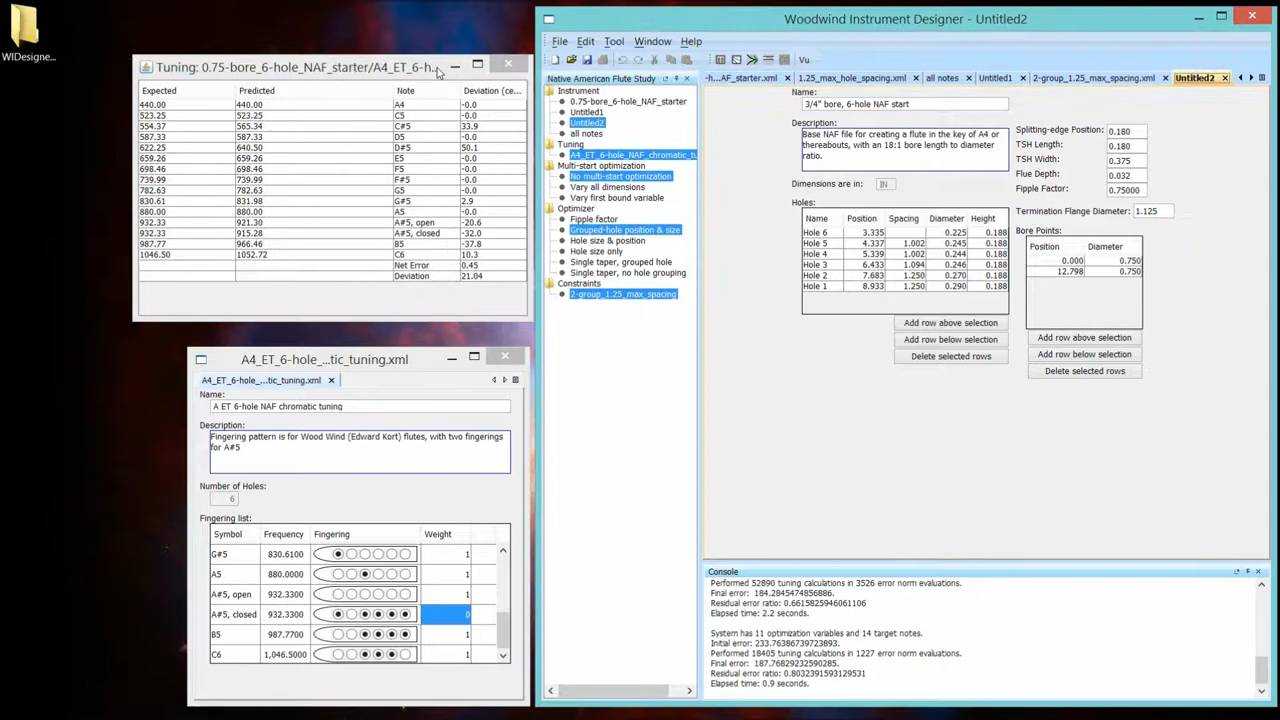 WIDesigne...
Tuning: 0.75-bore_6-hole_NAF_starter/A4_ET_6-h...
Expected Predicted Note Deviation (ce...
440.00 440.00 A4 -0.0
523.25 523.25 C5 -0.0
554.37 565.34 C#5 33.9
587.33 587.33 D5 -0.0
622.25 640.50 D#5 50.1
659.26 659.26 E5 -0.0
698.46 698.46 F5 -0.0
739.99 739.99 F#5 -0.0
782.63 782.63 G5 -0.0
830.61 831.98 G#5 2.9
880.00 880.00 A5 -0.0
932.33 921.30 A#5, open -20.6
932.33 915.28 A#5, closed -32.0
987.77 966.46 B5 -37.8
1046.50 1052.72 C6 10.3
Net Error 0.45
Deviation 21.04
A4_ET_6-hole_...tic_tuning.xml
A4_ET_6-hole_...tic_tuning.xml
Name:
A ET 6-hole NAF chromatic tuning
Description:
Fingering pattern is for Wood Wind (Edward Kort) flutes, with two fingerings
for A#5
Number of Holes:
6
Fingering list:
Symbol Frequency Fingering Weight
G#5 830.6100 1
A5 880.0000 1
A#5, open 932.3300 1
A#5, closed 932.3300 0
B5 987.7700 1
C6 1,046.5000 1
Woodwind Instrument Designer - Untitled2
File Edit Tool Window Help
Vu
Native American Flute Study
Instrument
0.75-bore_6-hole_NAF_starter
Untitled1
Untitled2
all notes
Tuning
A4_ET_6-hole_NAF_chromatic_tu
Multi-start optimization
No multi-start optimization
Vary all dimensions
Vary first bound variable
Optimizer
Fipple factor
Grouped-hole position & size
Hole size & position
Hole size only
Single taper, grouped hole
Single taper, no hole grouping
Constraints
2-group_1.25_max_spacing
-h...AF_starter.xml 1.25_max_hole_spacing.xml all notes Untitled1 2-group_1.25_max_spacing.xml Untitled2
Name:
3/4" bore, 6-hole NAF start
Description:
Base NAF file for creating a flute in the key of A4 or
thereabouts, with an 18:1 bore length to diameter
ratio.
Dimensions are in: IN
Holes:
Name Position Spacing Diameter Height
Hole 6 3.335 0.225 0.188
Hole 5 4.337 1.002 0.245 0.188
Hole 4 5.339 1.002 0.244 0.188
Hole 3 6.433 1.094 0.246 0.188
Hole 2 7.683 1.250 0.270 0.188
Hole 1 8.933 1.250 0.290 0.188
Add row above selection
Add row below selection
Delete selected rows
Splitting-edge Position: 0.180
TSH Length: 0.180
TSH Width: 0.375
Flue Depth: 0.032
Fipple Factor: 0.75000
Termination Flange Diameter: 1.125
Bore Points:
Position Diameter
0.000 0.750
12.798 0.750
Add row above selection
Add row below selection
Delete selected rows
Console
Performed 52890 tuning calculations in 3526 error norm evaluations.
Final error: 184.2845474856886.
Residual error ratio: 0.6615825946061106
Elapsed time: 2.2 seconds.
System has 11 optimization variables and 14 target notes.
Initial error: 233.76386739723893.
Performed 18405 tuning calculations in 1227 error norm evaluations.
Final error: 187.76829232590285.
Residual error ratio: 0.8032391593129531
Elapsed time: 0.9 seconds.